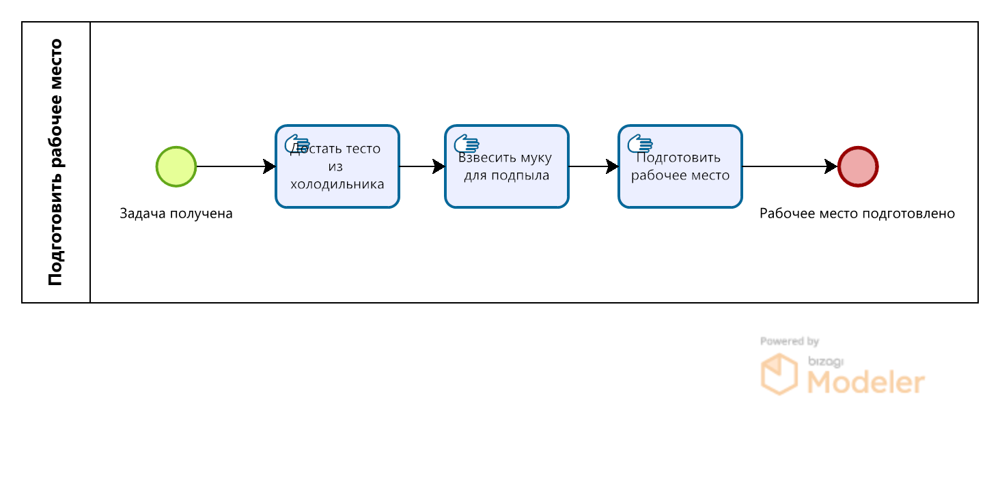 Подготовить рабочее место
Достать тесто
из
холодильника
Взвесить муку
для подпыла
Подготовить
рабочее место
Задача получена
Рабочее место подготовлено
Powered by
bizagi
Modeler